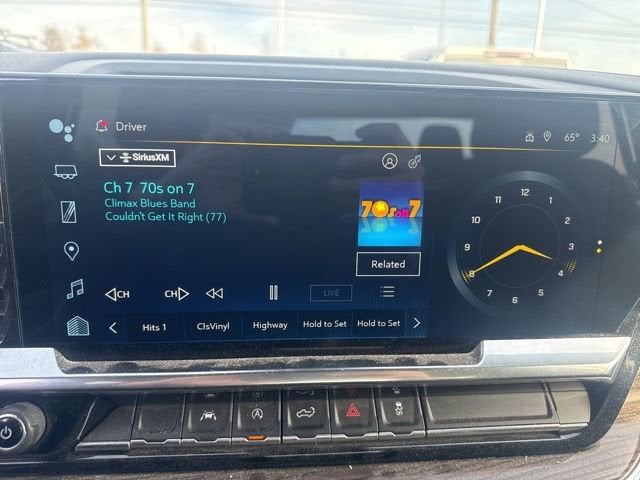 Driver
65° 3:40
SiriusXM
Ch 7 70s on 7
Climax Blues Band
Couldn't Get It Right (77)
70s on 7
Related
CH CH LIVE
Hits 1 ClsVinyl Highway Hold to Set Hold to Set
12
1
2
3
4
5
6
7
8
9
10
11
A